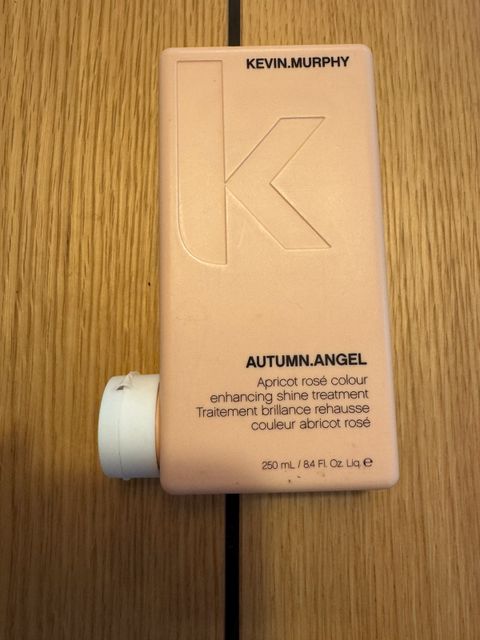 KEVIN.MURPHY
AUTUMN.ANGEL
Apricot rosé colour
enhancing shine treatment
Traitement brillance rehausse
couleur abricot rosé
250 mL / 8.4 Fl. Oz. Liq. e